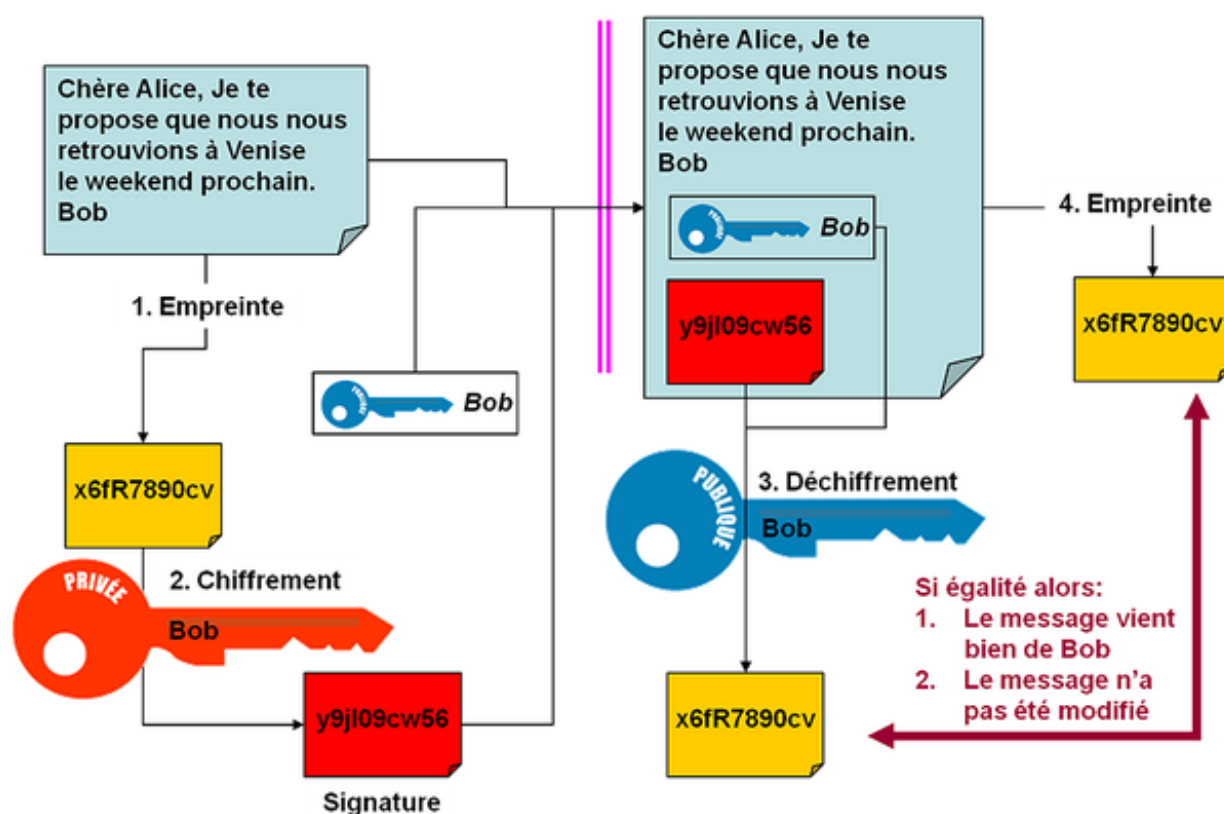 Chère Alice, Je te
propose que nous nous
retrouvions à Venise
le weekend prochain.
Bob
1. Empreinte
x6fR7890cv
PRIVÉE
2. Chiffrement
Bob
y9jl09cw56
Signature
Bob
Chère Alice, Je te
propose que nous nous
retrouvions à Venise
le weekend prochain.
Bob
Bob
y9jl09cw56
PUBLIQUE
3. Déchiffrement
Bob
x6fR7890cv
4. Empreinte
x6fR7890cv
Si égalité alors:
1. Le message vient
bien de Bob
2. Le message n'a
pas été modifié